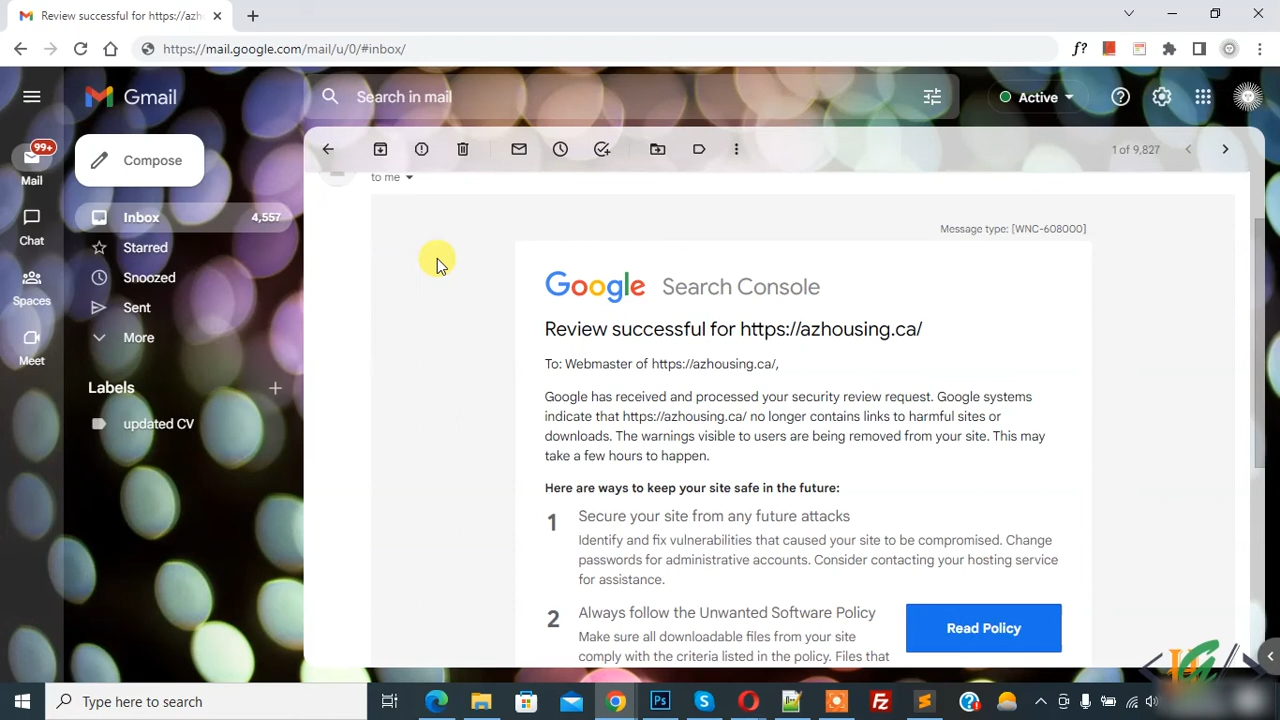 Review successful for https://azh
https://mail.google.com/mail/u/0/#inbox/
f?
Gmail
Search in mail
Active
99+
Mail
Compose
1 of 9,827
to me
Inbox 4,557
Chat
Starred
Message type: [WNC-608000]
Snoozed
Spaces
Google Search Console
Sent
Review successful for https://azhousing.ca/
More
Meet
To: Webmaster of https://azhousing.ca/,
Labels
Google has received and processed your security review request. Google systems
indicate that https://azhousing.ca/ no longer contains links to harmful sites or
updated CV
downloads. The warnings visible to users are being removed from your site. This may
take a few hours to happen.
Here are ways to keep your site safe in the future:
1 Secure your site from any future attacks
Identify and fix vulnerabilities that caused your site to be compromised. Change
passwords for administrative accounts. Consider contacting your hosting service
for assistance.
2 Always follow the Unwanted Software Policy
Make sure all downloadable files from your site
comply with the criteria listed in the policy. Files that
Read Policy
Type here to search